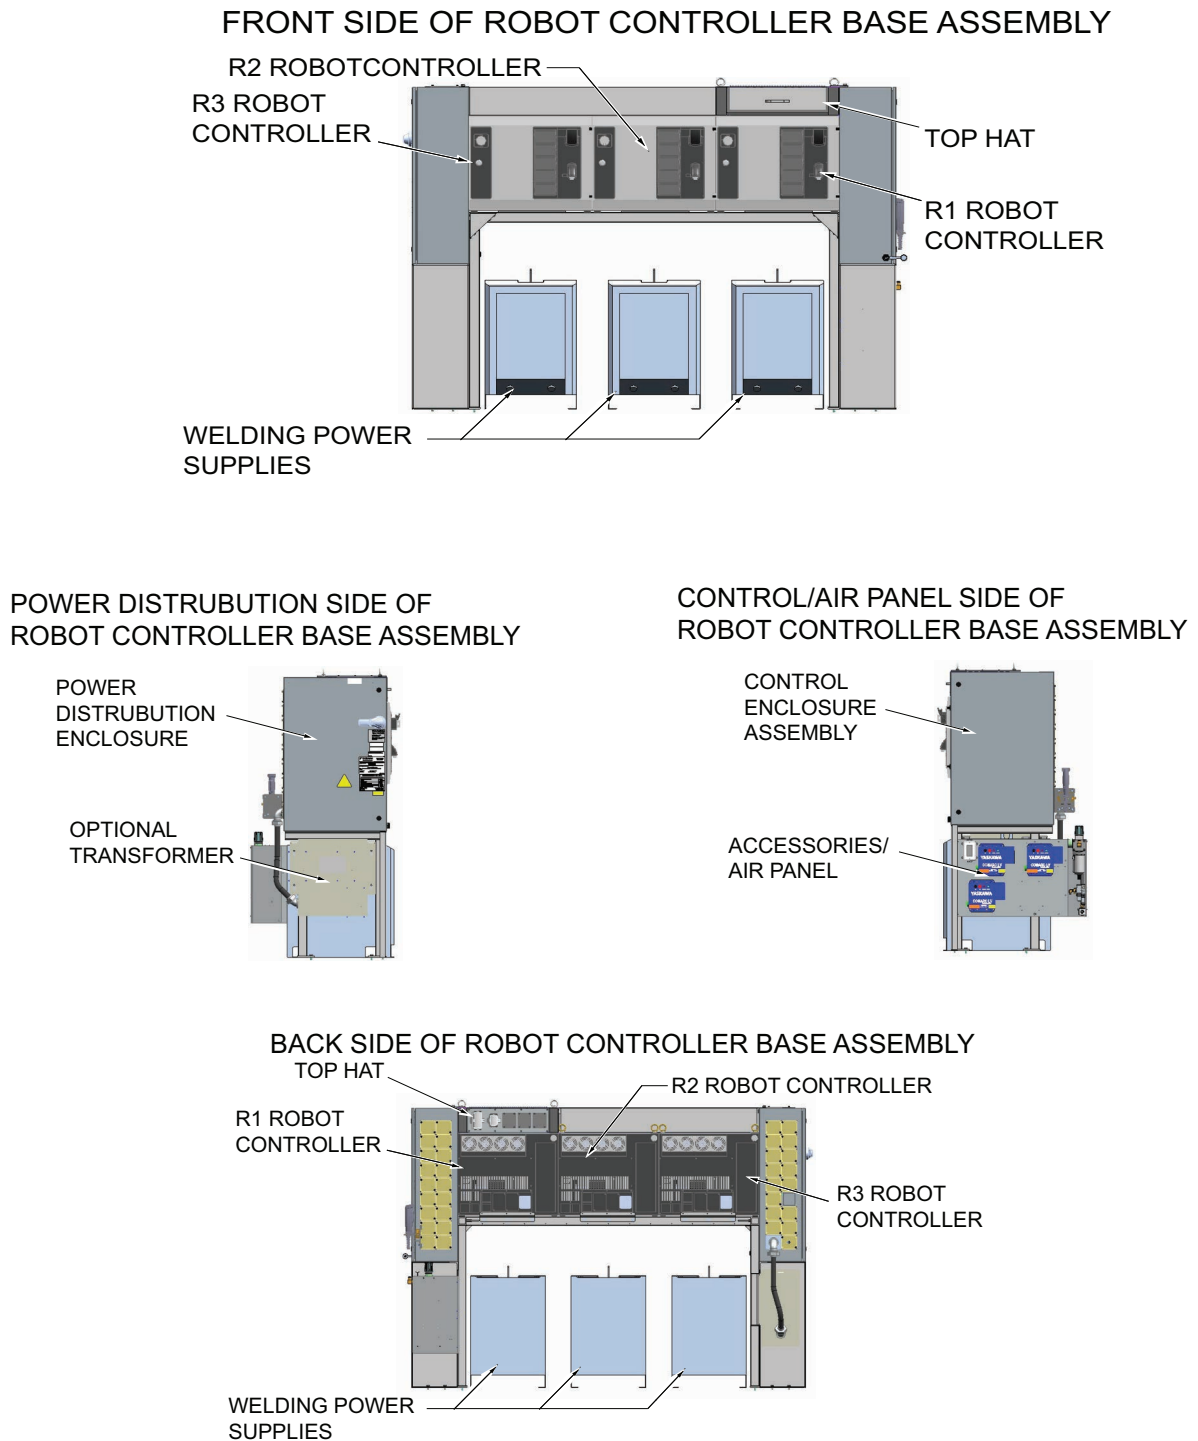 FRONT SIDE OF ROBOT CONTROLLER BASE ASSEMBLY
R2 ROBOTCONTROLLER
R3 ROBOT
CONTROLLER
TOP HAT
R1 ROBOT
CONTROLLER
WELDING POWER
SUPPLIES
POWER DISTRUBUTION SIDE OF
ROBOT CONTROLLER BASE ASSEMBLY
POWER
DISTRUBUTION
ENCLOSURE
OPTIONAL
TRANSFORMER
CONTROL/AIR PANEL SIDE OF
ROBOT CONTROLLER BASE ASSEMBLY
CONTROL
ENCLOSURE
ASSEMBLY
ACCESSORIES/
AIR PANEL
YASKAWA
YASKAWA
YASKAWA
BACK SIDE OF ROBOT CONTROLLER BASE ASSEMBLY
TOP HAT
R2 ROBOT CONTROLLER
R1 ROBOT
CONTROLLER
R3 ROBOT
CONTROLLER
WELDING POWER
SUPPLIES